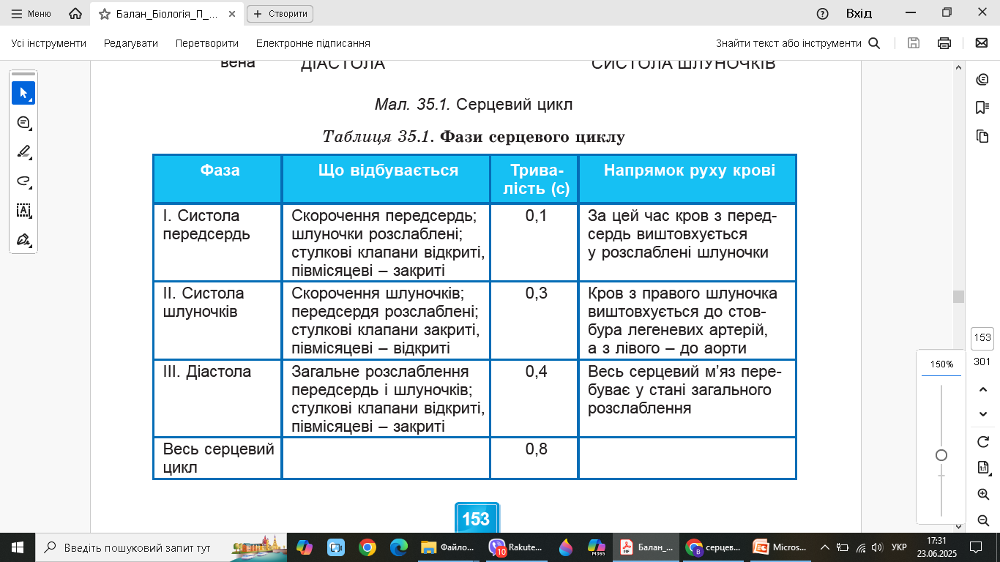 Меню
Балан_Біологія_П_...
Створити
Вхід
Усі інструменти
Редагувати
Перетворити
Електронне підписання
Знайти текст або інструменти
вена
ДІАСТОЛА
СИСТОЛА ШЛУНОЧКІВ
Мал. 35.1. Серцевий цикл
Таблиця 35.1. Фази серцевого циклу
Фаза
Що відбувається
Трива-
лість (с)
Напрямок руху крові
І. Систола
передсердь
Скорочення передсердь;
шлуночки розслаблені;
стулкові клапани відкриті,
півмісяцеві – закриті
0,1
За цей час кров з перед-
сердь виштовхується
у розслаблені шлуночки
ІІ. Систола
шлуночків
Скорочення шлуночків;
передсердя розслаблені;
стулкові клапани закриті,
півмісяцеві – відкриті
0,3
Кров з правого шлуночка
виштовхується до стов-
бура легеневих артерій,
а з лівого – до аорти
ІІІ. Діастола
Загальне розслаблення
передсердь і шлуночків;
стулкові клапани відкриті,
півмісяцеві – закриті
0,4
Весь серцевий м’яз пере-
буває у стані загального
розслаблення
Весь серцевий
цикл
0,8
153
153
301
150%
1:1
Введіть пошуковий запит тут
M365
Файло...
10
Rakute...
Балан_...
B
серцев...
Micros...
УКР
17:31
23.06.2025